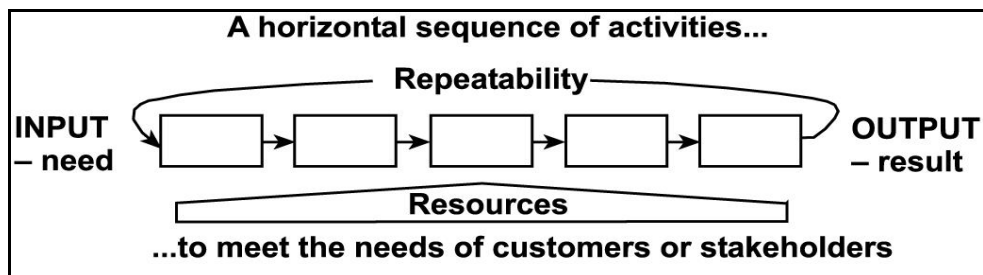 A horizontal sequence of activities...
Repeatability
INPUT
– need
OUTPUT
– result
Resources
...to meet the needs of customers or stakeholders